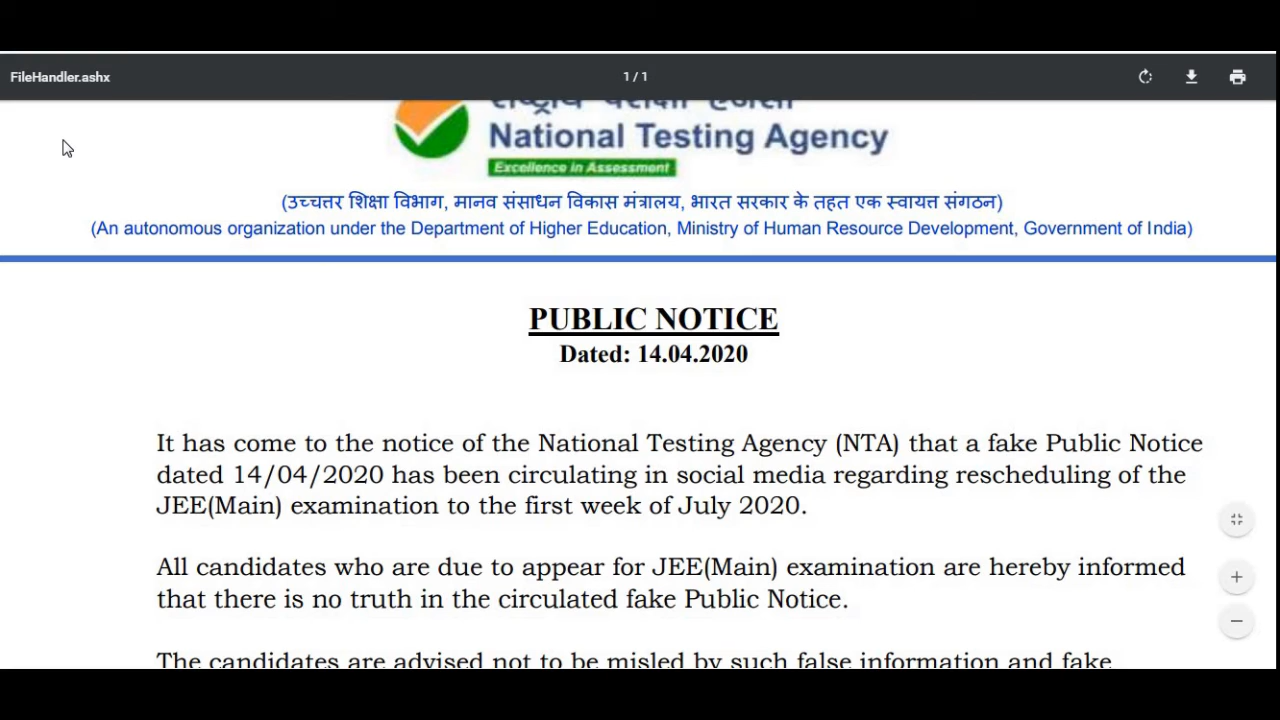 FileHandler.ashx
1 / 1
राष्ट्रीय परीक्षा एजेंसी
National Testing Agency
Excellence in Assessment
(उच्चत्तर शिक्षा विभाग, मानव संसाधन विकास मंत्रालय, भारत सरकार के तहत एक स्वायत्त संगठन)
(An autonomous organization under the Department of Higher Education, Ministry of Human Resource Development, Government of India)
PUBLIC NOTICE
Dated: 14.04.2020
It has come to the notice of the National Testing Agency (NTA) that a fake Public Notice
dated 14/04/2020 has been circulating in social media regarding rescheduling of the
JEE(Main) examination to the first week of July 2020.
All candidates who are due to appear for JEE(Main) examination are hereby informed
that there is no truth in the circulated fake Public Notice.
The candidates are advised not to be misled by such false information and fake